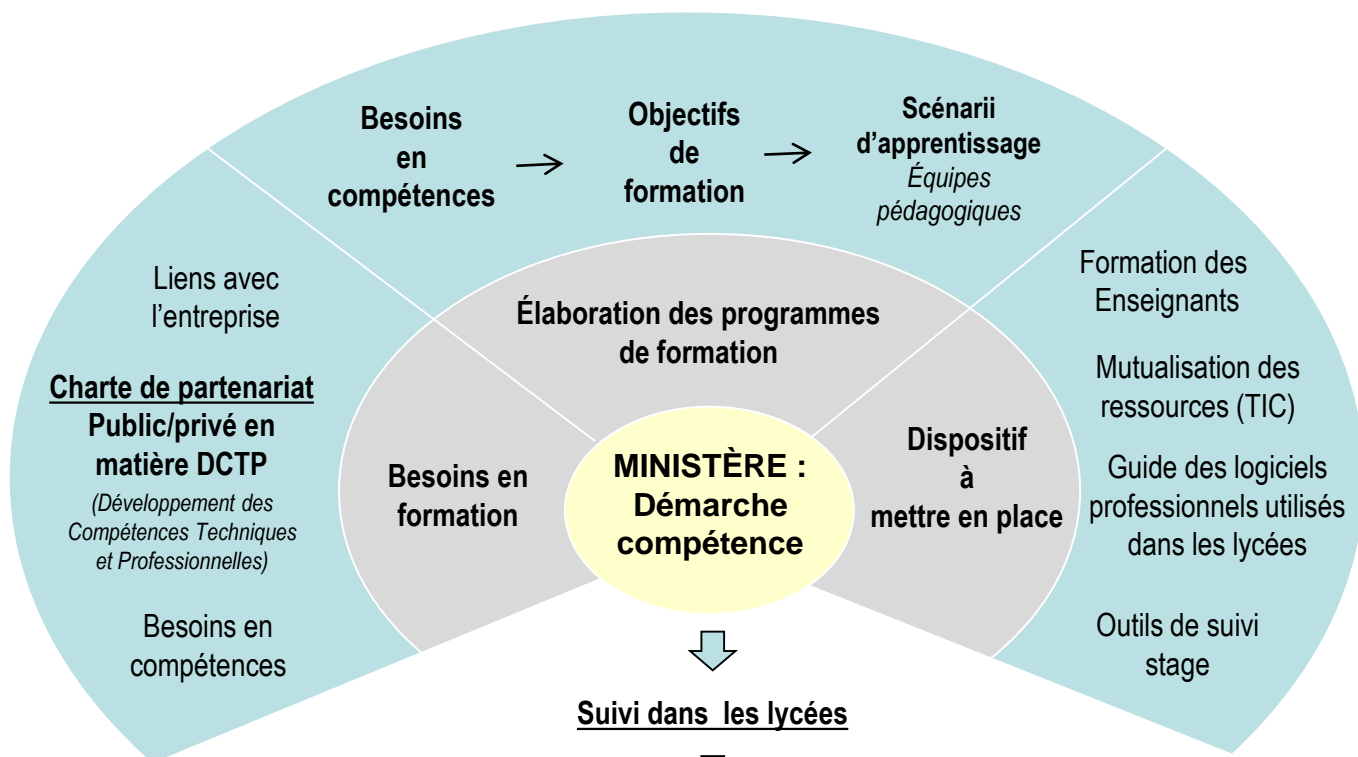 Besoins
en
compétences
Objectifs
de
formation
Scénarii
d'apprentissage
Équipes
pédagogiques
Liens avec
l'entreprise
Charte de partenariat
Public/privé en
matière DCTP
(Développement des
Compétences Techniques
et Professionnelles)
Besoins en
compétences
Besoins en
formation
Élaboration des programmes
de formation
MINISTÈRE :
Démarche
compétence
Dispositif
à
mettre en place
Formation des
Enseignants
Mutualisation des
ressources (TIC)
Guide des logiciels
professionnels utilisés
dans les lycées
Outils de suivi
stage
Suivi dans les lycées